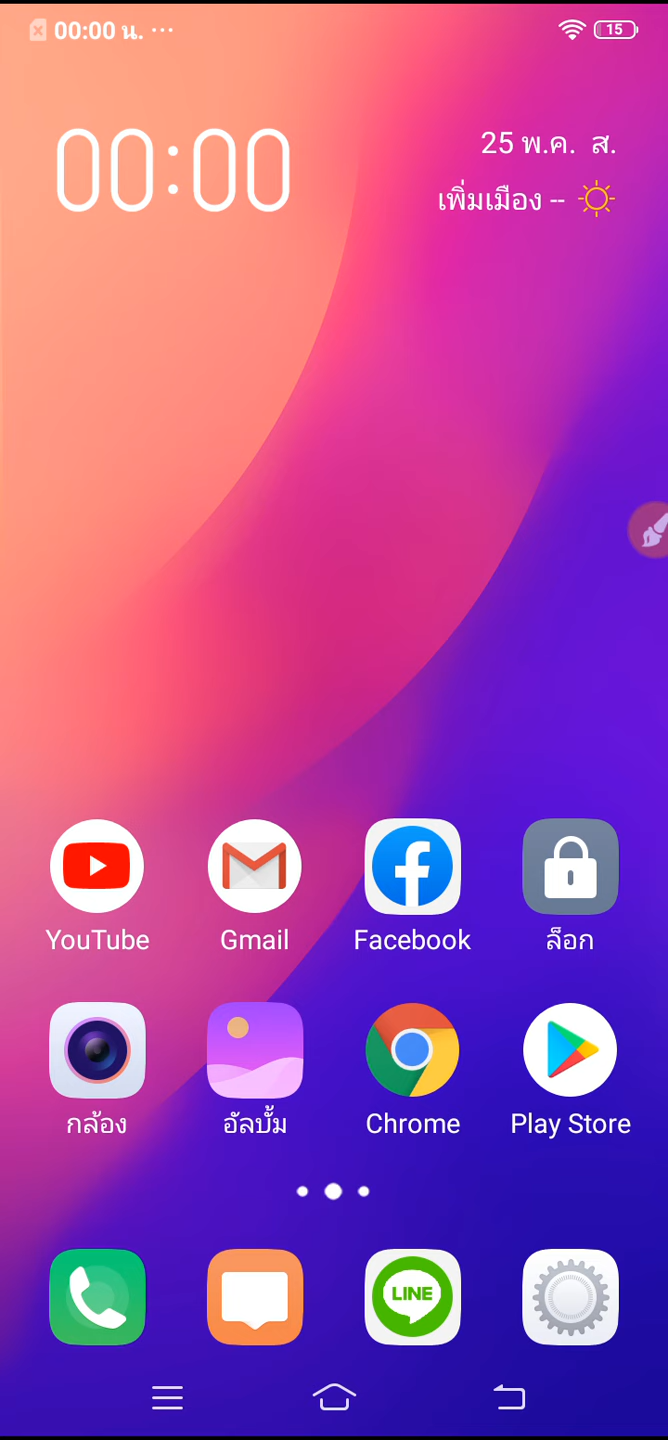 00:00 น. ...
15
00:00
25 พ.ค. ส.
เพิ่มเมือง --
YouTube
Gmail
Facebook
ล็อก
กล้อง
อัลบั้ม
Chrome
Play Store
LINE